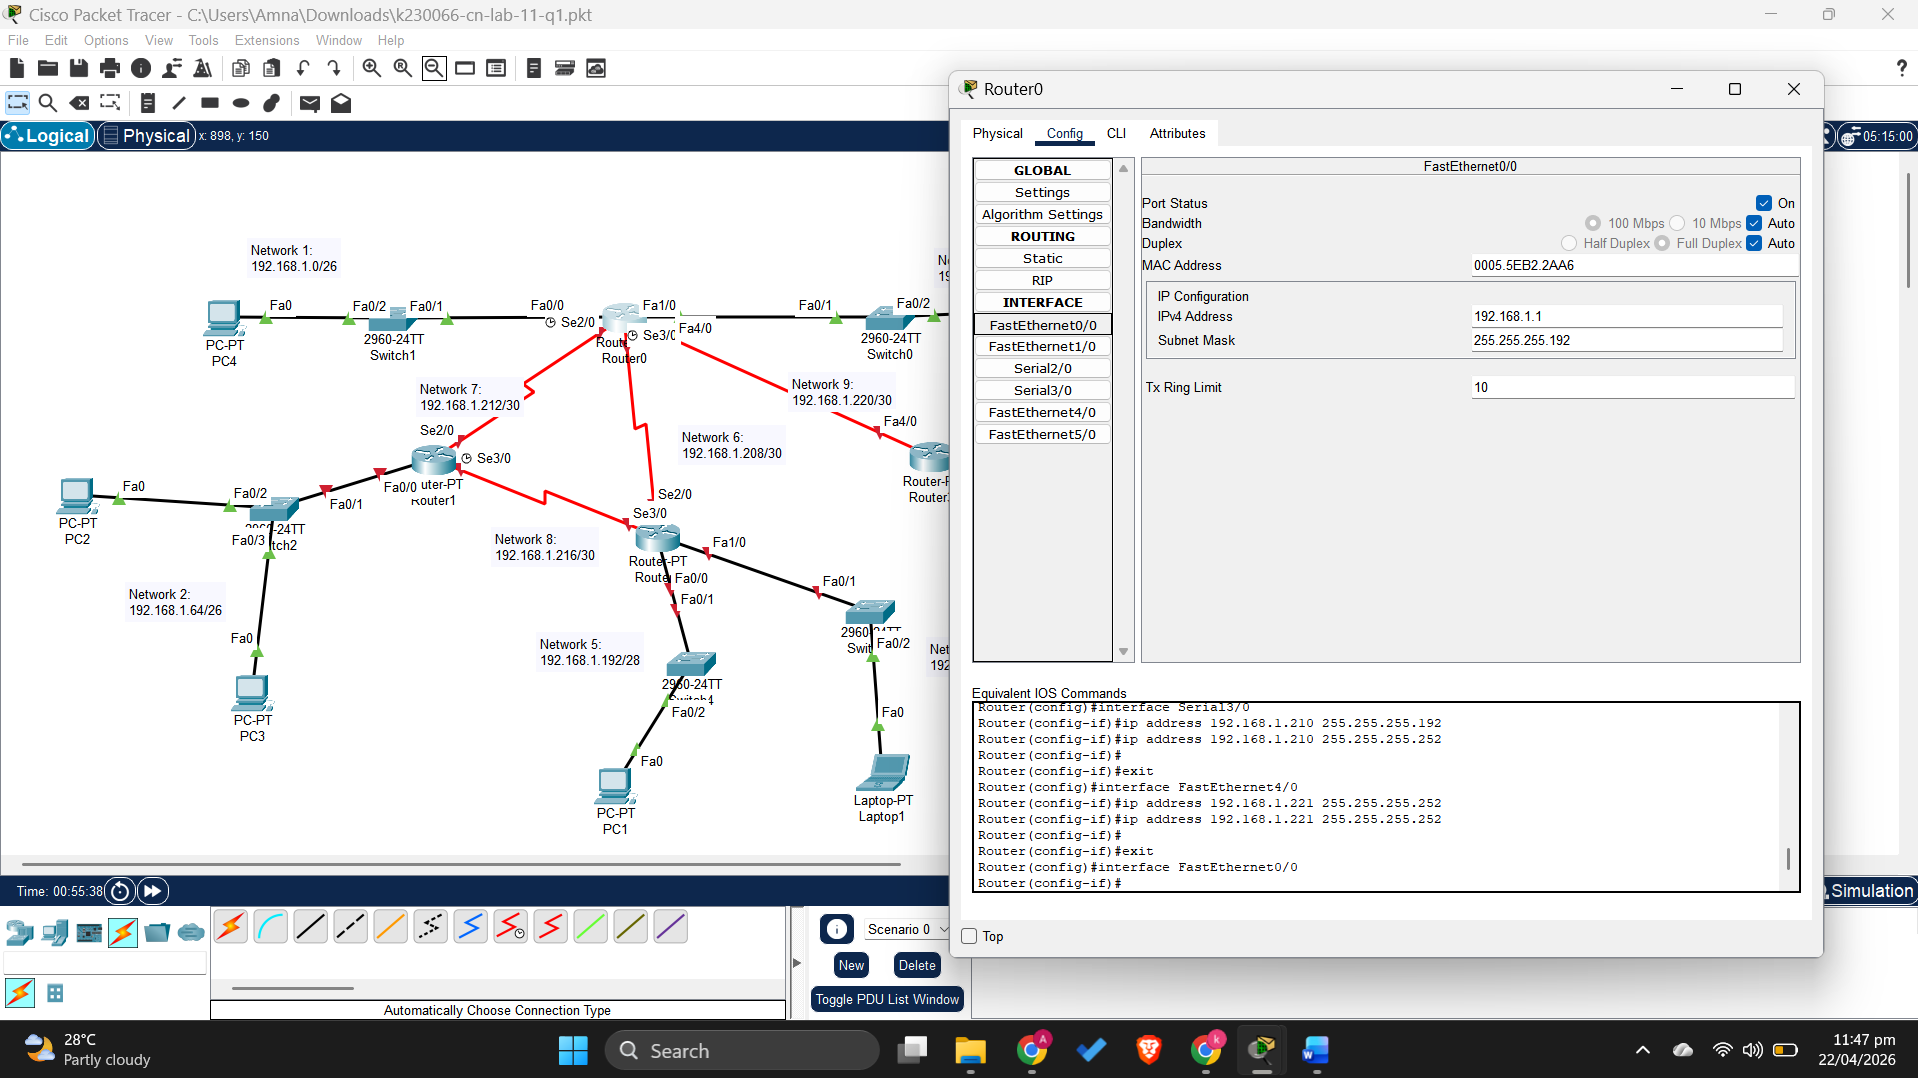 Cisco Packet Tracer - C:\Users\Amna\Downloads\k230066-cn-lab-11-q1.pkt
File Edit Options View Tools Extensions Window Help
Logical Physical x: 898, y: 150
05:15:00
Network 1:
192.168.1.0/26
Fa0 Fa0/2 Fa0/1 Fa0/0 Fa1/0 Fa0/1 Fa0/2
Se2/0 Se3/0 Fa4/0
PC-PT
PC4
2960-24TT
Switch1
Router0
2960-24TT
Switch0
Network 7:
192.168.1.212/30
Network 9:
192.168.1.220/30
Fa4/0
Se2/0
Se3/0
Network 6:
192.168.1.208/30
Fa0/0 uter-PT
Router1
Router-P
Fa0
Fa0/2
Fa0/1
PC-PT
PC2
Fa0/3
Se2/0
Se3/0
Network 8:
192.168.1.216/30
Fa1/0
Router-PT
Fa0/0
Fa0/1
Fa0/1
Network 2:
192.168.1.64/26
Fa0
Network 5:
192.168.1.192/28
Fa0/2
2960-24TT
Fa0/2
PC-PT
PC3
Fa0
Fa0
PC-PT
PC1
Laptop-PT
Laptop1
Router0
Physical Config CLI Attributes
GLOBAL
Settings
Algorithm Settings
ROUTING
Static
RIP
INTERFACE
FastEthernet0/0
FastEthernet1/0
Serial2/0
Serial3/0
FastEthernet4/0
FastEthernet5/0
FastEthernet0/0
Port Status On
Bandwidth 100 Mbps 10 Mbps Auto
Duplex Half Duplex Full Duplex Auto
MAC Address 0005.5EB2.2AA6
IP Configuration
IPv4 Address 192.168.1.1
Subnet Mask 255.255.255.192
Tx Ring Limit 10
Equivalent IOS Commands
Router(config)#interface Serial3/0
Router(config-if)#ip address 192.168.1.210 255.255.255.192
Router(config-if)#ip address 192.168.1.210 255.255.255.252
Router(config-if)#
Router(config-if)#exit
Router(config)#interface FastEthernet4/0
Router(config-if)#ip address 192.168.1.221 255.255.255.252
Router(config-if)#ip address 192.168.1.221 255.255.255.252
Router(config-if)#
Router(config-if)#exit
Router(config)#interface FastEthernet0/0
Router(config-if)#
Top
Time: 00:55:38
Simulation
Scenario 0
New Delete
Toggle PDU List Window
Automatically Choose Connection Type
28°C
Partly cloudy
Search
11:47 pm
22/04/2026